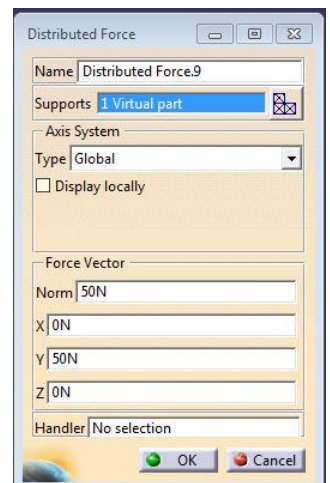 Distributed Force
Name Distributed Force.9
Supports 1 Virtual part
Axis System
Type Global
Display locally
Force Vector
Norm 50N
X 0N
Y 50N
Z 0N
Handler No selection
OK Cancel